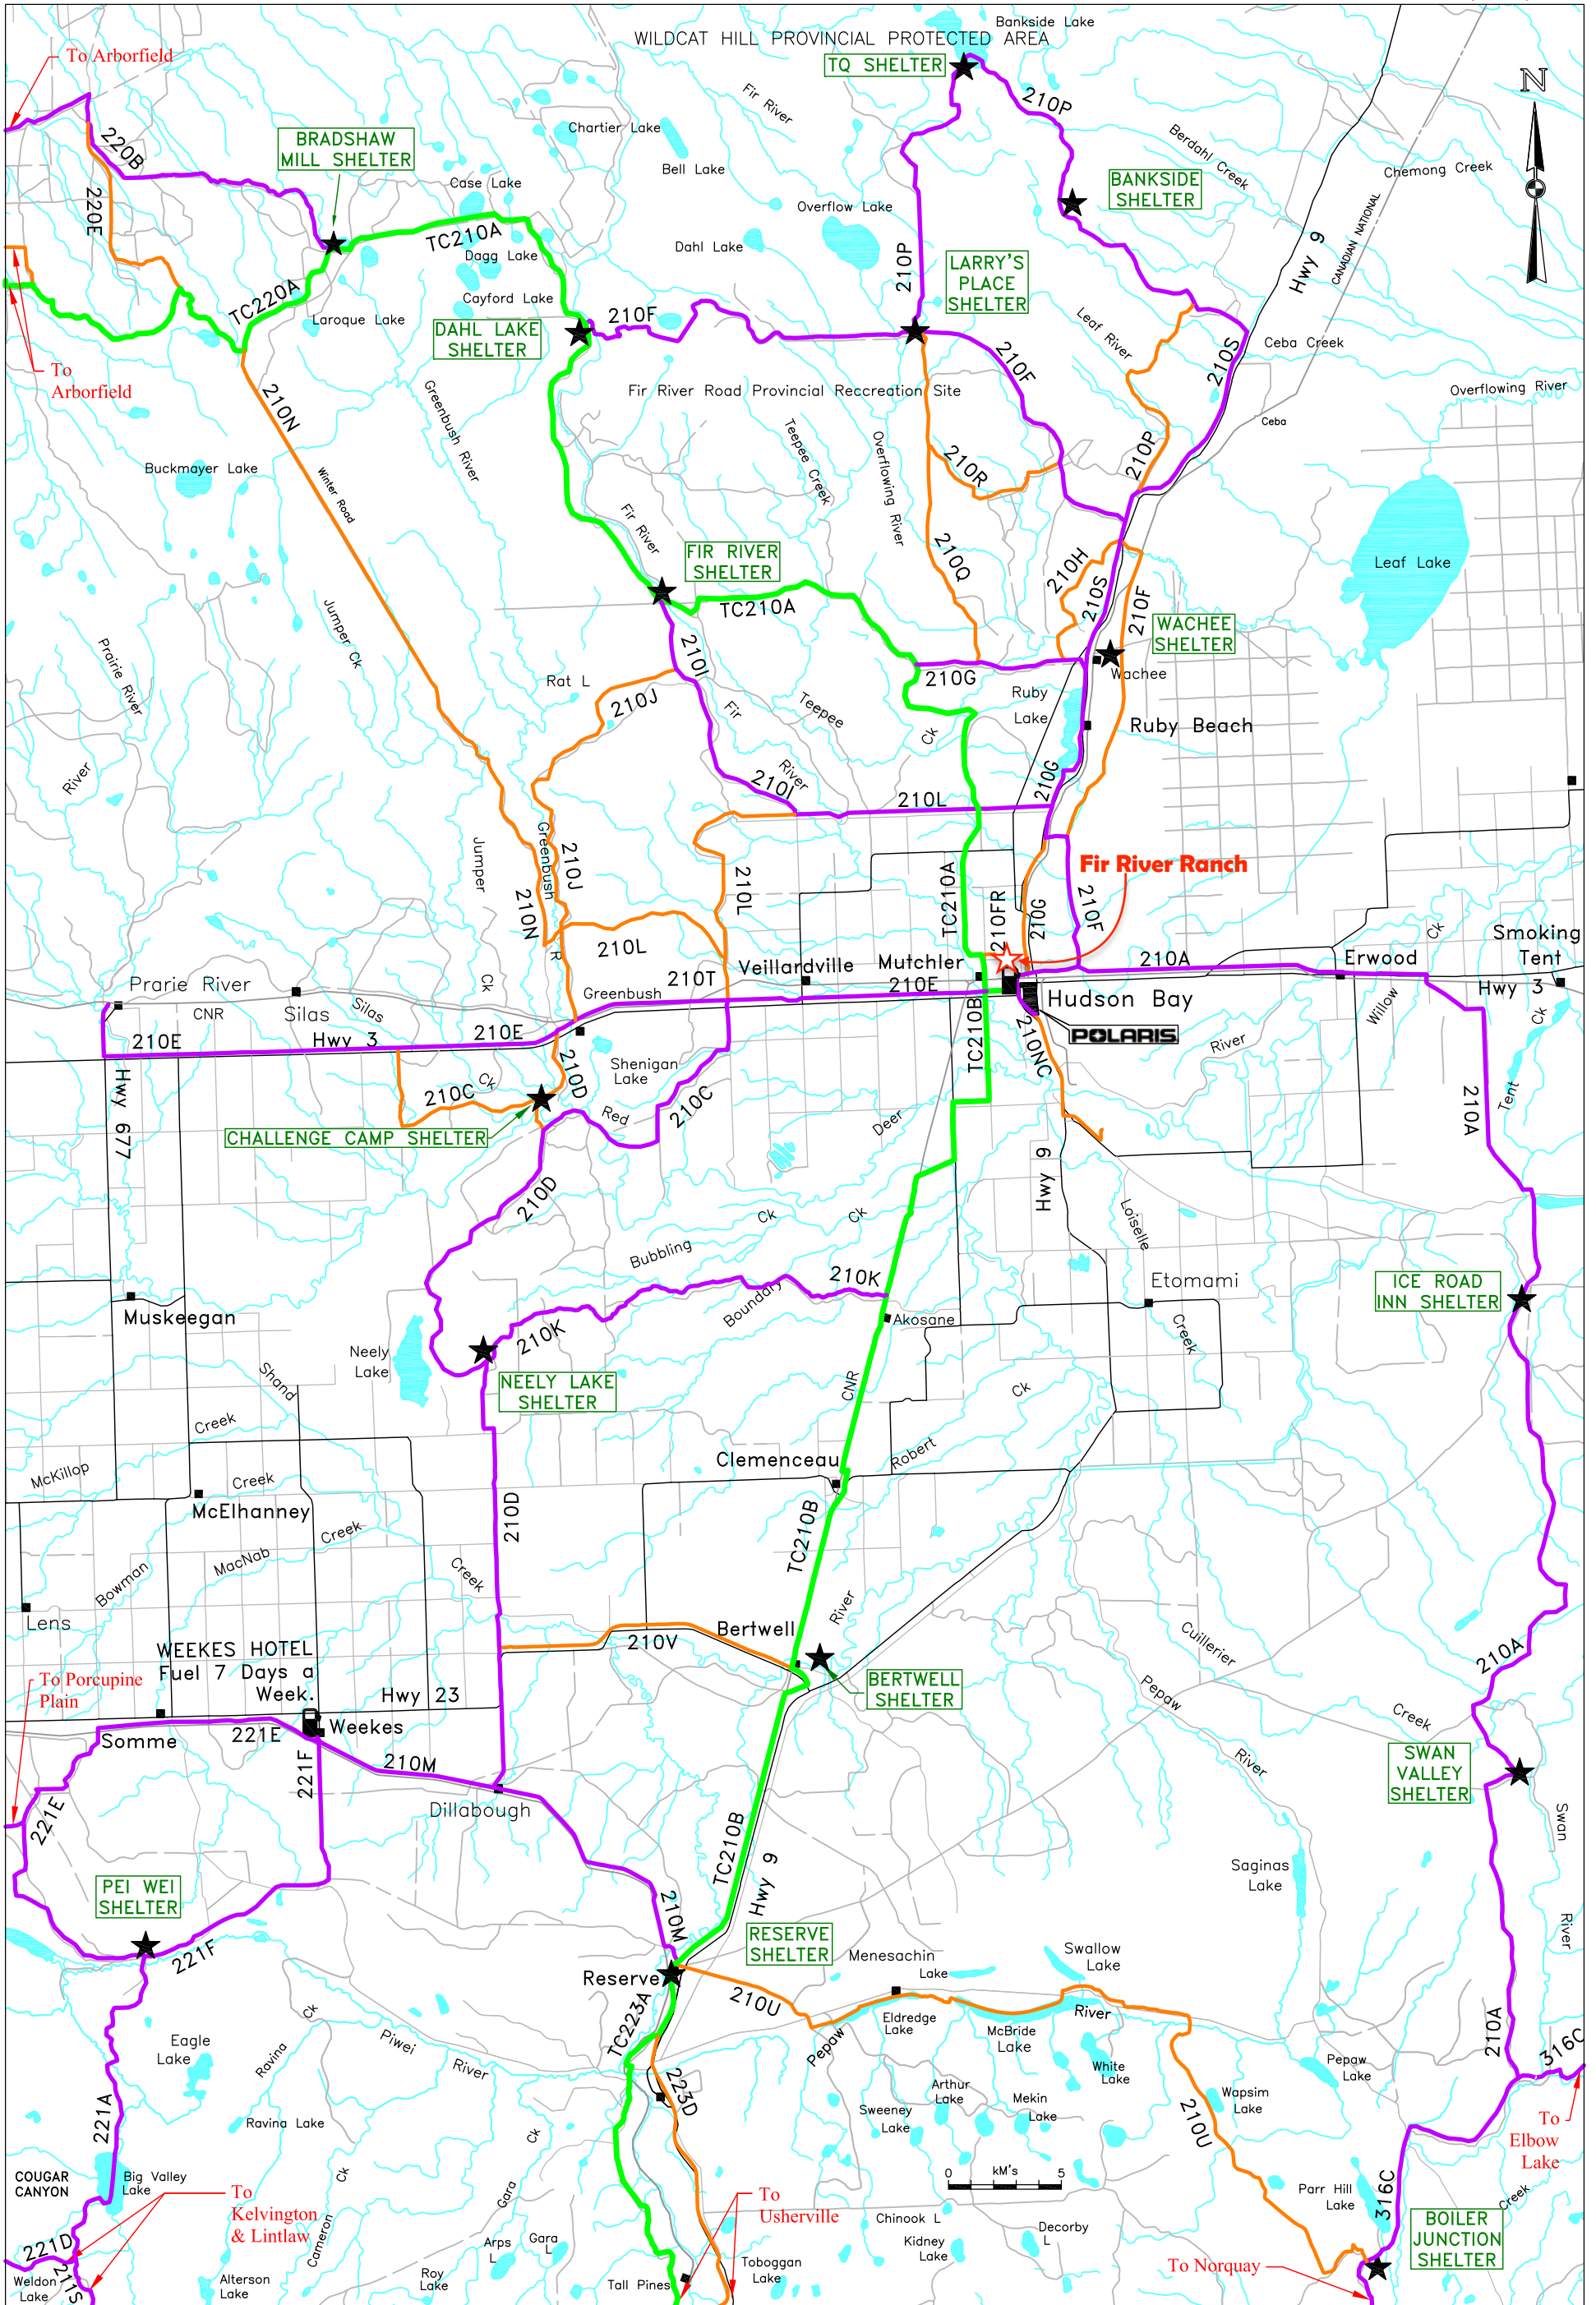 Bankside Lake
WILDCAT HILL PROVINCIAL PROTECTED AREA
To Arborfield
TQ SHELTER
N
210P
Fir River
Chartier Lake
BRADSHAW
MILL SHELTER
220B
Berdahl Creek
Chemong Creek
Bell Lake
Case Lake
BANKSIDE
SHELTER
220E
Overflow Lake
TC210A
Dahl Lake
Dagg Lake
210P
Hwy 9
CANADIAN NATIONAL
LARRY'S
PLACE
SHELTER
TC220A
Cayford Lake
Laroque Lake
DAHL LAKE
SHELTER
210F
Leaf River
Ceba Creek
210S
To
Arborfield
210F
210N
Greenbush River
Fir River Road Provincial Reccreation Site
Overflowing River
Ceba
Teepee Creek
Overflowing River
210R
210P
Buckmayer Lake
Winter Road
Fir River
210Q
Leaf Lake
FIR RIVER
SHELTER
210H
210S
210F
TC210A
Jumper Ck
WACHEE
SHELTER
Prairie River
210I
210G
Wachee
Rat L
210J
Fir
Teepee
Ck
Ruby
Lake
Ruby Beach
River
River
210I
210L
210G
Greenbush
R
210J
Jumper
Ck
210N
210L
Fir River Ranch
TC210A
210FR
210G
210F
210L
Ck
Smoking
Tent
Prarie River
Veillardville
Mutchler
210A
Erwood
210T
Greenbush
210E
Hwy 3
CNR
Silas
Silas
Ck
Hudson Bay
Willow
Ck
210E
Hwy 3
210E
TC210B
210NC
POLARIS
River
Shenigan
Lake
210D
Hwy 677
210C
Red
210C
Tent
210A
CHALLENGE CAMP SHELTER
Deer
Hwy 9
210D
Ck
Ck
Loiselle
Bubbling
210K
Boundary
Etomami
ICE ROAD
INN SHELTER
Muskeegan
Akosane
Creek
210K
Neely
Lake
Shand
NEELY LAKE
SHELTER
CNR
Ck
Creek
Robert
Clemenceau
McKillop
Creek
McElhanney
210D
TC210B
Creek
MacNab
Bowman
Creek
Lens
River
Bertwell
210V
Cuillerier
WEEKES HOTEL
Fuel 7 Days a
Week.
210A
To Porcupine
Plain
BERTWELL
SHELTER
Pepaw
Hwy 23
Creek
Somme
221E
Weekes
River
221F
210M
SWAN
VALLEY
SHELTER
221E
Dillabough
Swan
TC210B
Saginas
Lake
PEI WEI
SHELTER
210M
Hwy 9
River
RESERVE
SHELTER
221F
Menesachin
Lake
Swallow
Lake
Reserve
210U
TC223A
Eldredge
Lake
River
McBride
Lake
210A
316C
Ck
Piwei
River
Pepaw
Eagle
Lake
Ravina
White
Lake
Pepaw
Lake
223D
Arthur
Lake
Mekin
Lake
Wapsim
Lake
Sweeney
Lake
221A
Ravina Lake
210U
To
Elbow
Lake
Ck
0 kM's 5
COUGAR
CANYON
Big Valley
Lake
Ck
To
Kelvington
& Lintlaw
Gara
To
Usherville
Parr Hill
Lake
316C
Creek
Chinook L
BOILER
JUNCTION
SHELTER
Cameron
221D
Arps
L
Gara
L
Kidney
Lake
Decorby
L
211S
Weldon
Lake
Alterson
Lake
Roy
Lake
Tall Pines
Toboggan
Lake
To Norquay